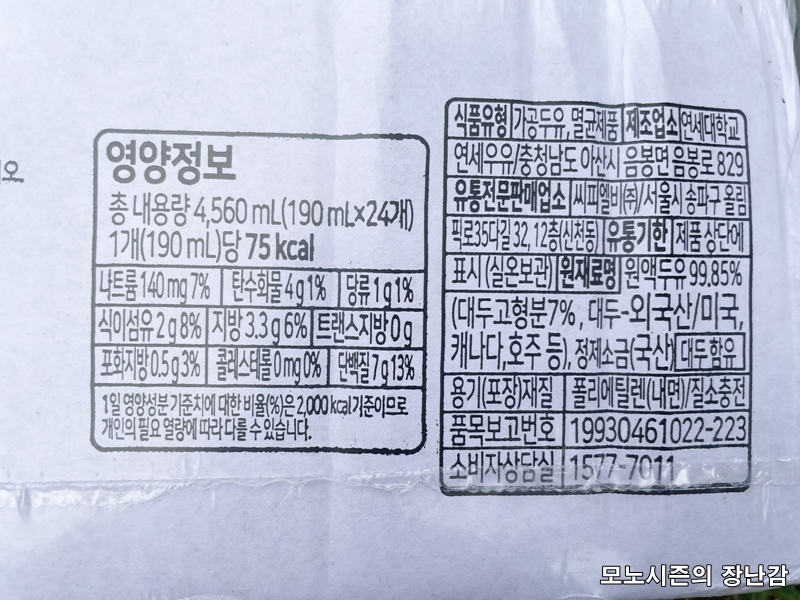 영양정보
총 내용량 4,560 mL(190 mL×24개)
1개(190 mL)당 75 kcal
나트륨 140 mg 7% 탄수화물 4 g 1% 당류 1 g 1%
식이섬유 2 g 8% 지방 3.3 g 6% 트랜스지방 0 g
포화지방 0.5 g 3% 콜레스테롤 0 mg 0% 단백질 7 g 13%
1일 영양성분 기준치에 대한 비율(%)은 2,000 kcal 기준이므로
개인의 필요 열량에 따라 다를 수 있습니다.
식품유형 가공두유, 멸균제품 제조업소 연세대학교
연세우유/충청남도 아산시 음봉면 음봉로 829
유통전문판매업소 씨피엘비(주)/서울시 송파구 올림
픽로35다길 32, 12층(신천동) 유통기한 제품 상단에
표시 (실온보관) 원재료명 원액두유 99.85%
(대두고형분7%, 대두-외국산/미국,
캐나다,호주 등), 정제소금(국산) 대두 함유
용기(포장)재질 폴리에틸렌(내면)/질소충전
품목보고번호 19930461022-223
소비자상담실 1577-7011
모노시즌의 장난감